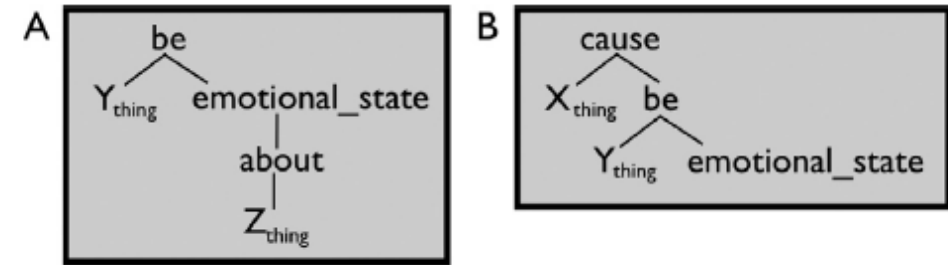 A
be
Y thing emotional_state
about
Z thing
B
cause
X thing be
Y thing emotional_state